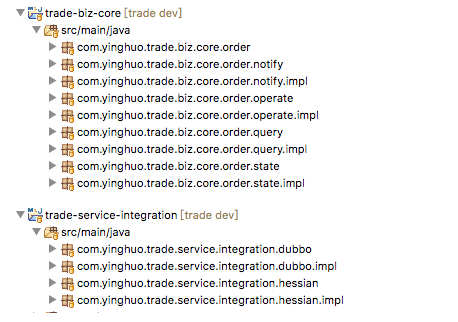 trade-biz-core [trade dev]
src/main/java
com.yinghuo.trade.biz.core.order
com.yinghuo.trade.biz.core.order.notify
com.yinghuo.trade.biz.core.order.notify.impl
com.yinghuo.trade.biz.core.order.operate
com.yinghuo.trade.biz.core.order.operate.impl
com.yinghuo.trade.biz.core.order.query
com.yinghuo.trade.biz.core.order.query.impl
com.yinghuo.trade.biz.core.order.state
com.yinghuo.trade.biz.core.order.state.impl
trade-service-integration [trade dev]
src/main/java
com.yinghuo.trade.service.integration.dubbo
com.yinghuo.trade.service.integration.dubbo.impl
com.yinghuo.trade.service.integration.hessian
com.yinghuo.trade.service.integration.hessian.impl